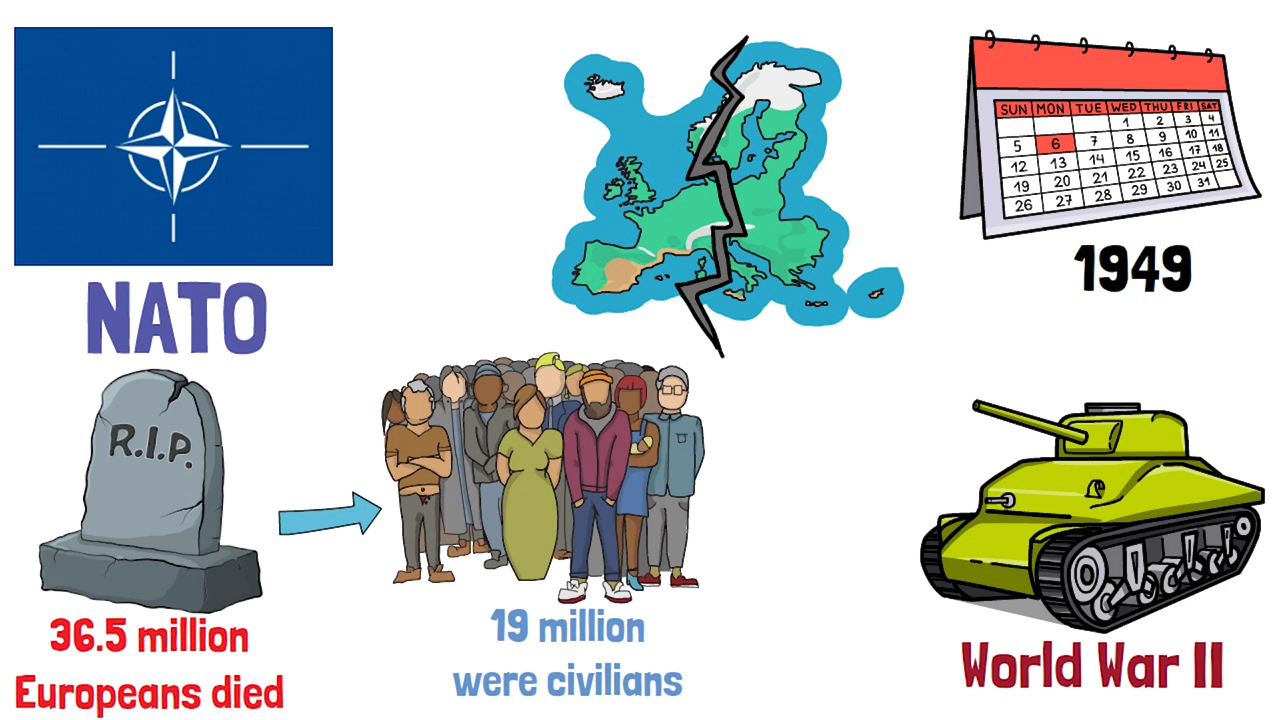 SUN MON TUE WED THU FRI SAT
1 2 3 4
5 6 7 8 9 10 11
12 13 14 15 16 17 18
19 20 21 22 23 24 25
26 27 28 29 30 31
1949
NATO
R.I.P.
36.5 million
Europeans died
19 million
were civilians
World War II